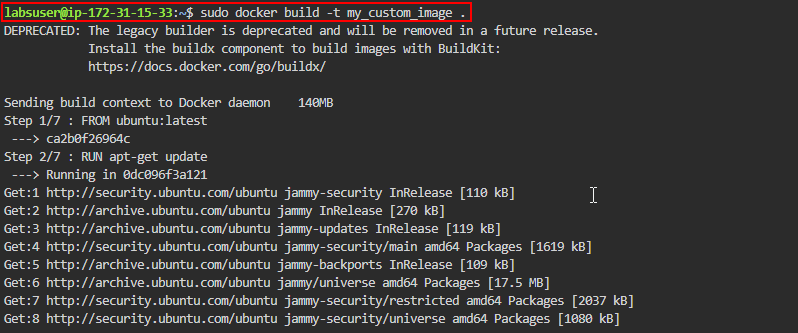 labsuser@ip-172-31-15-33:~$ sudo docker build -t my_custom_image .
DEPRECATED: The legacy builder is deprecated and will be removed in a future release.
            Install the buildx component to build images with BuildKit:
            https://docs.docker.com/go/buildx/

Sending build context to Docker daemon    140MB
Step 1/7 : FROM ubuntu:latest
 ---> ca2b0f26964c
Step 2/7 : RUN apt-get update
 ---> Running in 0dc096f3a121
Get:1 http://security.ubuntu.com/ubuntu jammy-security InRelease [110 kB]
Get:2 http://archive.ubuntu.com/ubuntu jammy InRelease [270 kB]
Get:3 http://archive.ubuntu.com/ubuntu jammy-updates InRelease [119 kB]
Get:4 http://security.ubuntu.com/ubuntu jammy-security/main amd64 Packages [1619 kB]
Get:5 http://archive.ubuntu.com/ubuntu jammy-backports InRelease [109 kB]
Get:6 http://archive.ubuntu.com/ubuntu jammy/universe amd64 Packages [17.5 MB]
Get:7 http://security.ubuntu.com/ubuntu jammy-security/restricted amd64 Packages [2037 kB]
Get:8 http://security.ubuntu.com/ubuntu jammy-security/universe amd64 Packages [1080 kB]